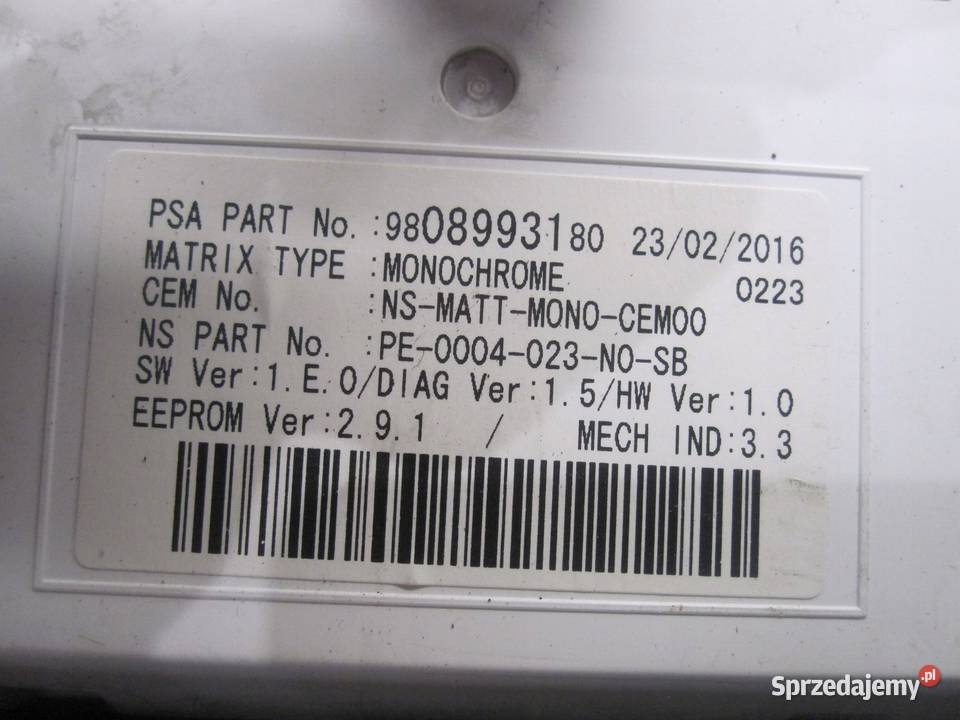 PSA PART No. :9808993180 23/02/2016
MATRIX TYPE :MONOCHROME 0223
CEM No. :NS-MATT-MONO-CEM00
NS PART No. :PE-0004-023-NO-SB
SW Ver:1.E.0/DIAG Ver:1.5/HW Ver:1.0
EEPROM Ver:2.9.1 / MECH IND:3.3
Sprzedajemy.pl